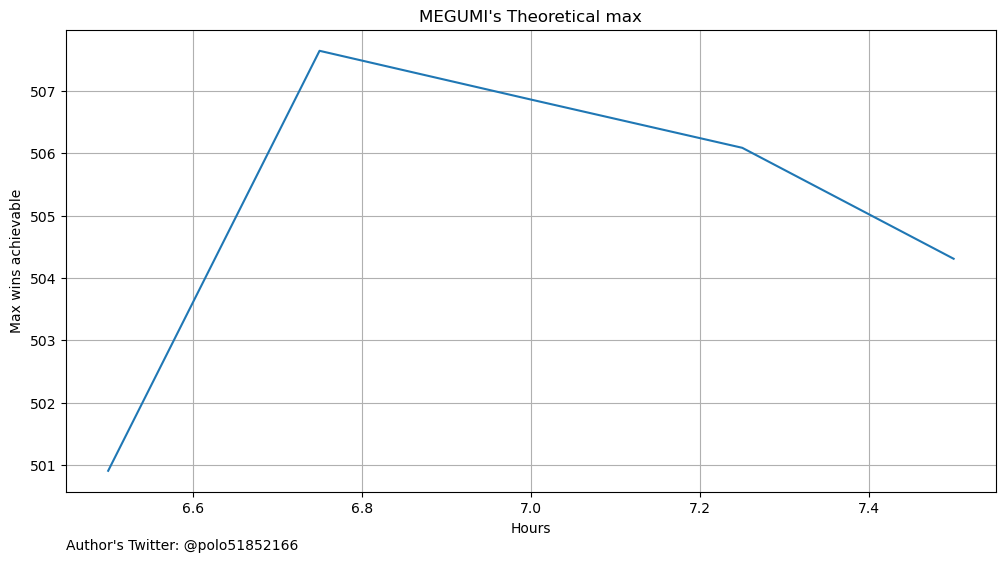 MEGUMI's Theoretical max
Max wins achievable
507
506
505
504
503
502
501
6.6 6.8 7.0 7.2 7.4
Hours
Author's Twitter: @polo51852166